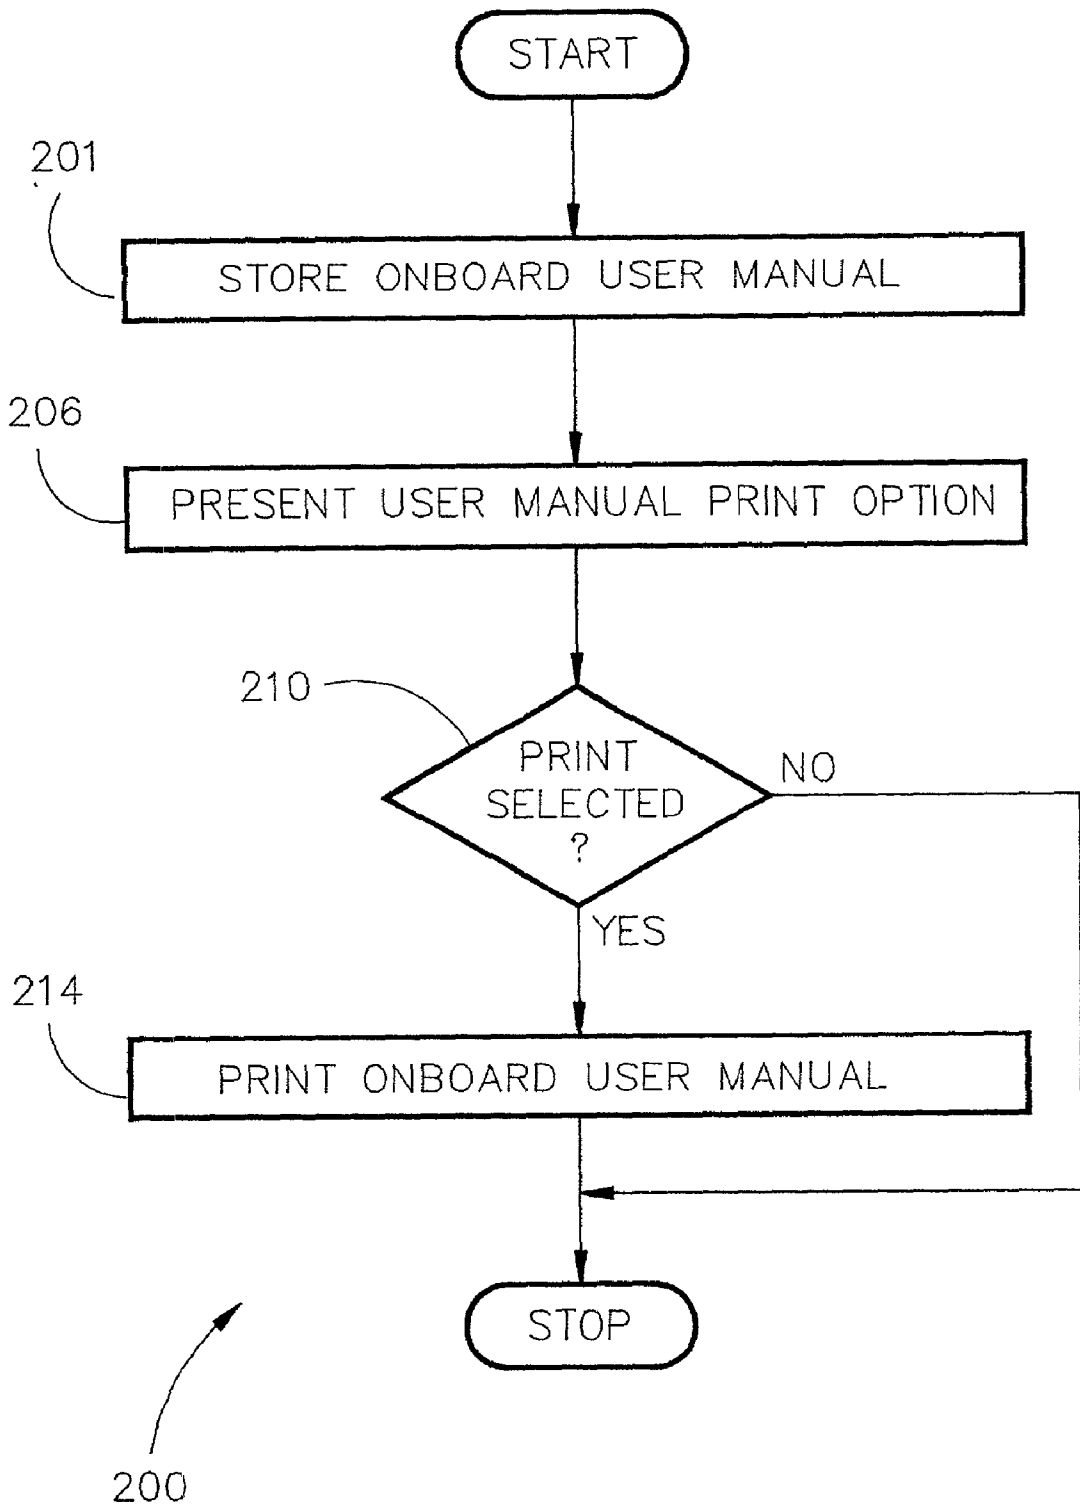 START
201
STORE ONBOARD USER MANUAL
206
PRESENT USER MANUAL PRINT OPTION
210
PRINT
SELECTED
?
NO
YES
214
PRINT ONBOARD USER MANUAL
STOP
200